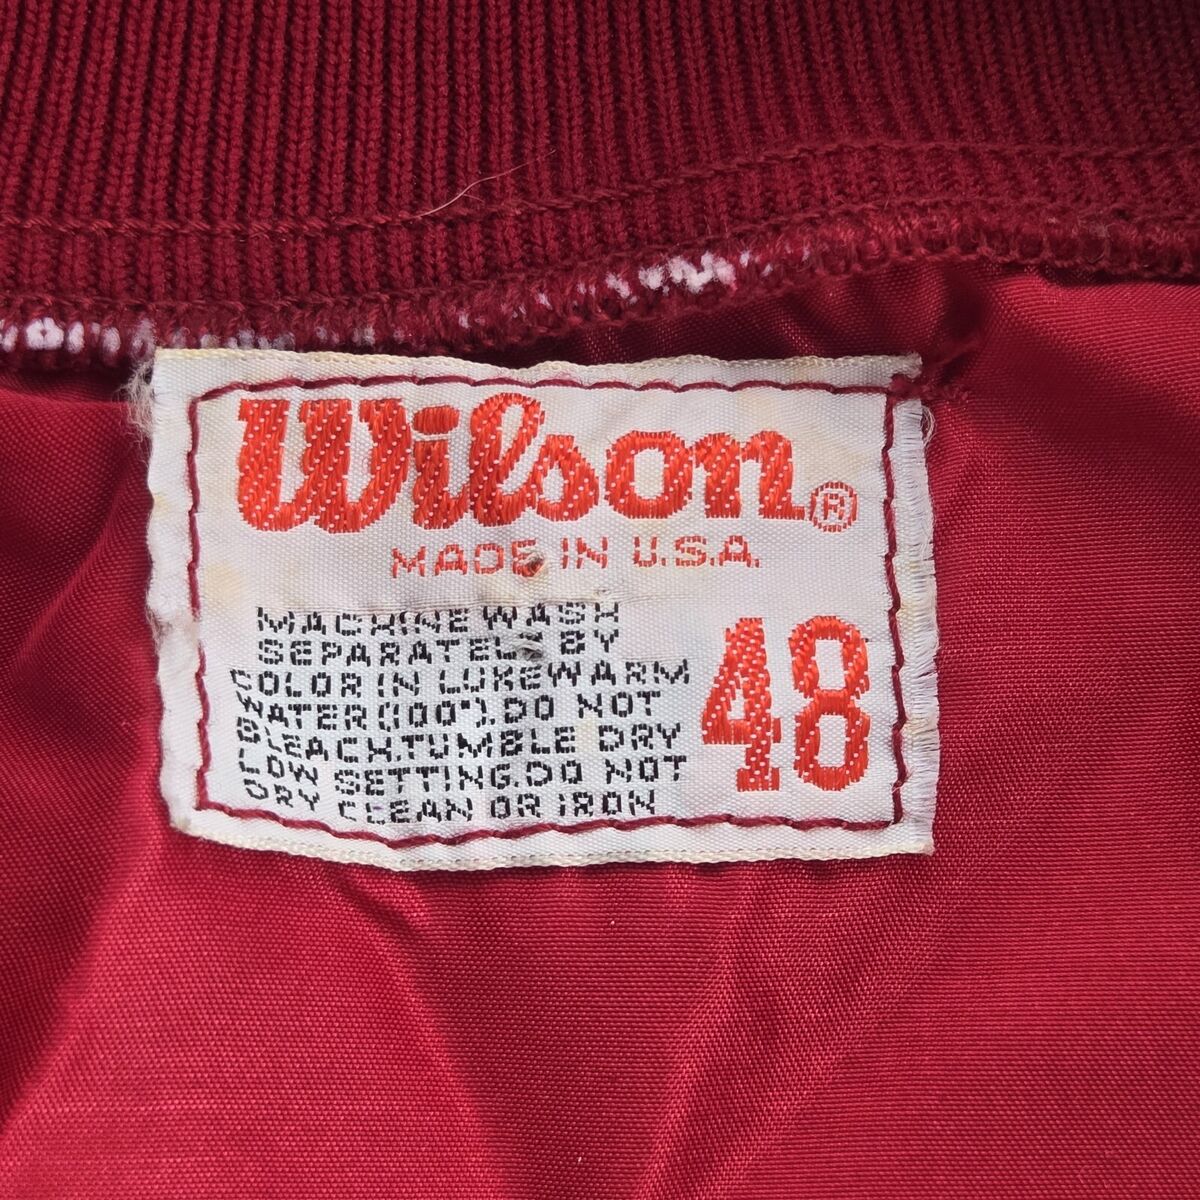 Wilson®
MADE IN U.S.A.
MACHINE WASH
SEPARATELY BY
COLOR IN LUKEWARM
WATER (100°). DO NOT
BLEACH. TUMBLE DRY
LOW SETTING. DO NOT
DRY CLEAN OR IRON
48